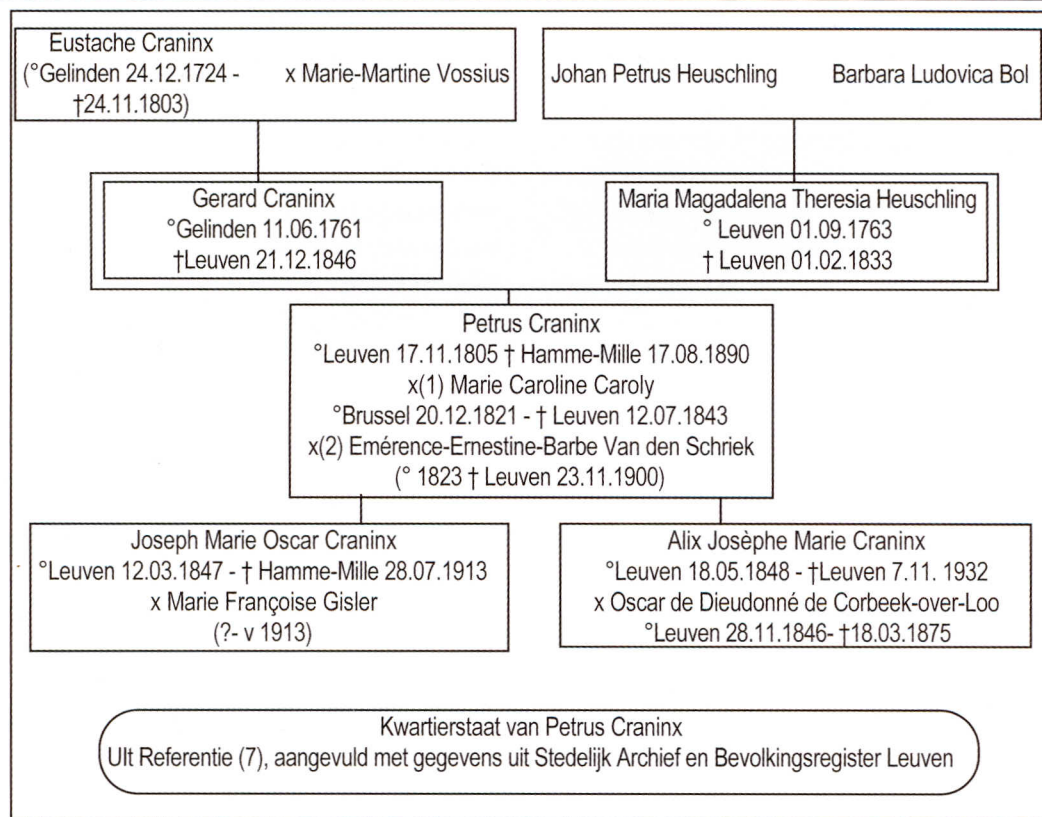 Eustache Craninx
(°Gelinden 24.12.1724 - x Marie-Martine Vossius
†24.11.1803)
Johan Petrus Heuschling Barbara Ludovica Bol
Gerard Craninx
°Gelinden 11.06.1761
†Leuven 21.12.1846
Maria Magadalena Theresia Heuschling
° Leuven 01.09.1763
† Leuven 01.02.1833
Petrus Craninx
°Leuven 17.11.1805 † Hamme-Mille 17.08.1890
x(1) Marie Caroline Caroly
°Brussel 20.12.1821 - † Leuven 12.07.1843
x(2) Emérence-Ernestine-Barbe Van den Schriek
(° 1823 † Leuven 23.11.1900)
Joseph Marie Oscar Craninx
°Leuven 12.03.1847 - † Hamme-Mille 28.07.1913
x Marie Françoise Gisler
(?- v 1913)
Alix Josèphe Marie Craninx
°Leuven 18.05.1848 - †Leuven 7.11. 1932
x Oscar de Dieudonné de Corbeek-over-Loo
°Leuven 28.11.1846- †18.03.1875
Kwartierstaat van Petrus Craninx
UIt Referentie (7), aangevuld met gegevens uit Stedelijk Archief en Bevolkingsregister Leuven